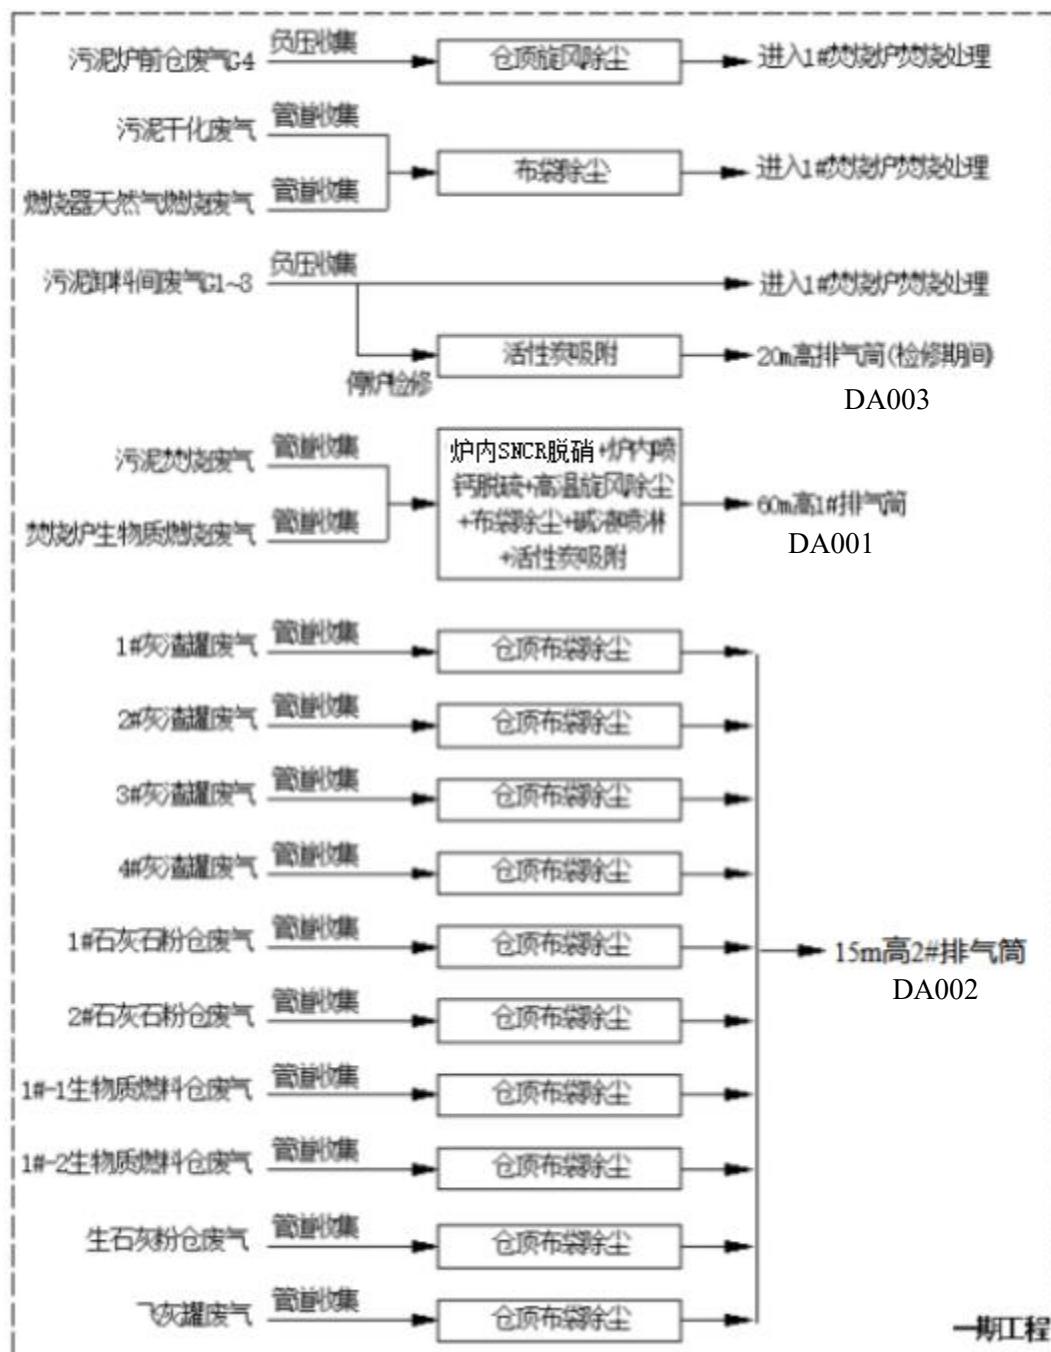 污泥炉前仓废气G4
负压收集
仓顶旋风除尘
进入1#焚烧炉焚烧处理
污泥干化废气
管道收集
燃烧器天然气燃烧废气
管道收集
布袋除尘
进入1#焚烧炉焚烧处理
污泥卸料间废气G1~3
负压收集
进入1#焚烧炉焚烧处理
停炉检修
活性炭吸附
20m高排气筒(检修期间)
DA003
污泥焚烧废气
管道收集
焚烧炉生物质燃烧废气
管道收集
炉内SNCR脱硝+炉内喷
钙脱硫+高温旋风除尘
+布袋除尘+碱液喷淋
+活性炭吸附
60m高1#排气筒
DA001
1#灰渣罐废气
管道收集
仓顶布袋除尘
2#灰渣罐废气
管道收集
仓顶布袋除尘
3#灰渣罐废气
管道收集
仓顶布袋除尘
4#灰渣罐废气
管道收集
仓顶布袋除尘
1#石灰石粉仓废气
管道收集
仓顶布袋除尘
2#石灰石粉仓废气
管道收集
仓顶布袋除尘
1#-1生物质燃料仓废气
管道收集
仓顶布袋除尘
1#-2生物质燃料仓废气
管道收集
仓顶布袋除尘
生石灰粉仓废气
管道收集
仓顶布袋除尘
飞灰罐废气
管道收集
仓顶布袋除尘
15m高2#排气筒
DA002
一期工程